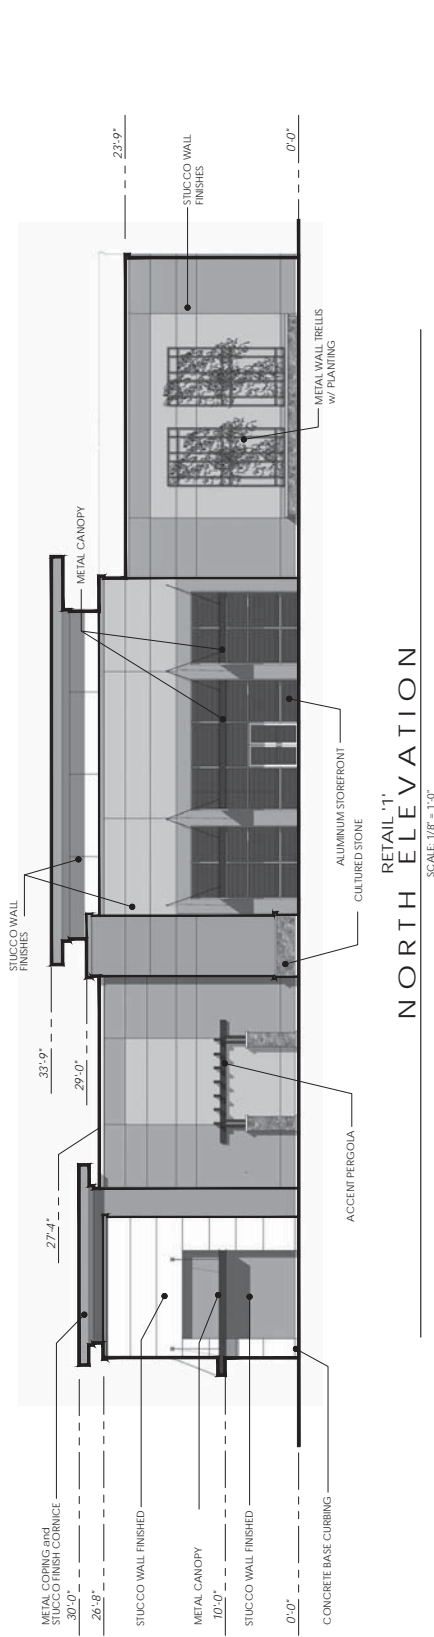 METAL COPING and
STUCCO FINISH CORNICE
30'-0"
26'-8"
STUCCO WALL FINISHED
METAL CANOPY
10'-0"
STUCCO WALL FINISHED
0'-0"
CONCRETE BASE CURBING
27'-4"
ACCENT PERGOLA
33'-9"
29'-0"
STUCCO WALL
FINISHES
CULTURED STONE
ALUMINUM STOREFRONT
METAL CANOPY
METAL WALL TRELLIS
w/ PLANTING
STUCCO WALL
FINISHES
23'-9"
0'-0"
RETAIL '1'
NORTH ELEVATION
SCALE: 1/8" = 1'-0"